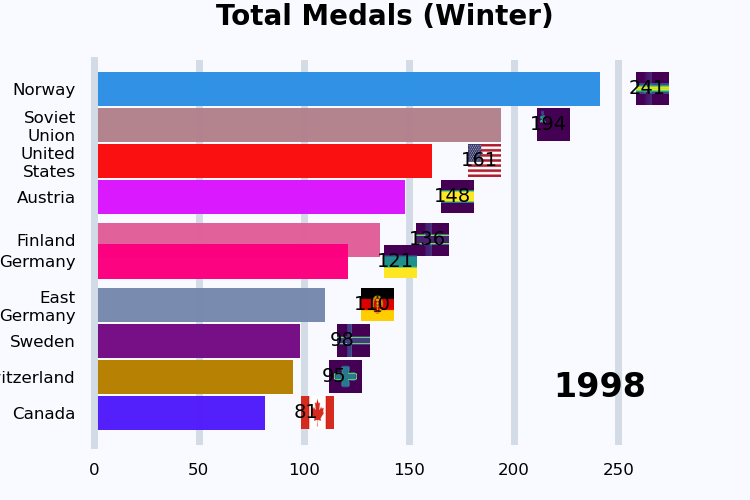 Total Medals (Winter)
Norway 241
Soviet
Union 194
United
States 161
Austria 148
Finland 136
Germany 121
East
Germany 110
Sweden 98
itzerland 95
Canada 81
1998
0 50 100 150 200 250